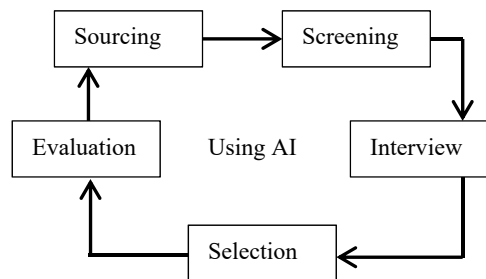 Sourcing
Screening
Evaluation
Using AI
Interview
Selection